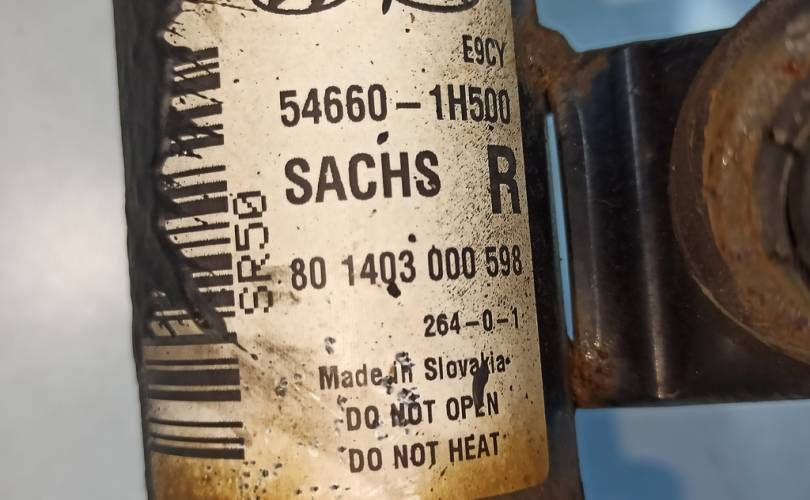 E9CY
54660-1H500
SACHS R
80 1403 000 598
SR50
264-0-1
Made in Slovakia
DO NOT OPEN
DO NOT HEAT